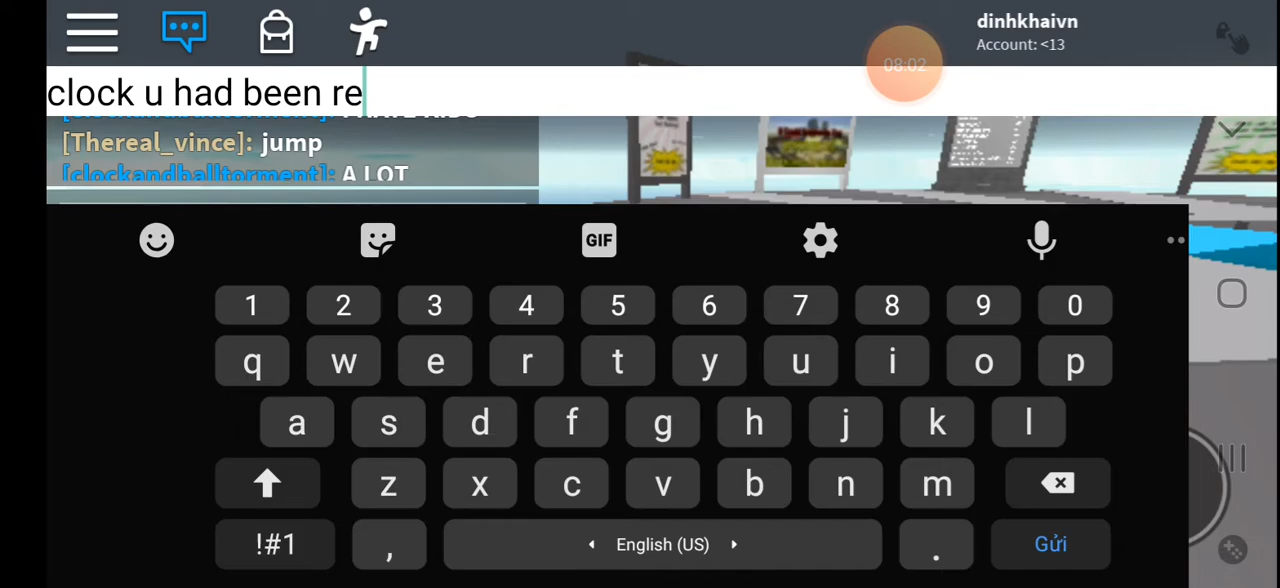 dinhkhaivn
Account: <13
08:02
clock u had been re
[Thereal_vince]: jump
[clockandballtorment]: A LOT
GIF
1 2 3 4 5 6 7 8 9 0
q w e r t y u i o p
a s d f g h j k l
z x c v b n m
!#1 , English (US) . Gửi